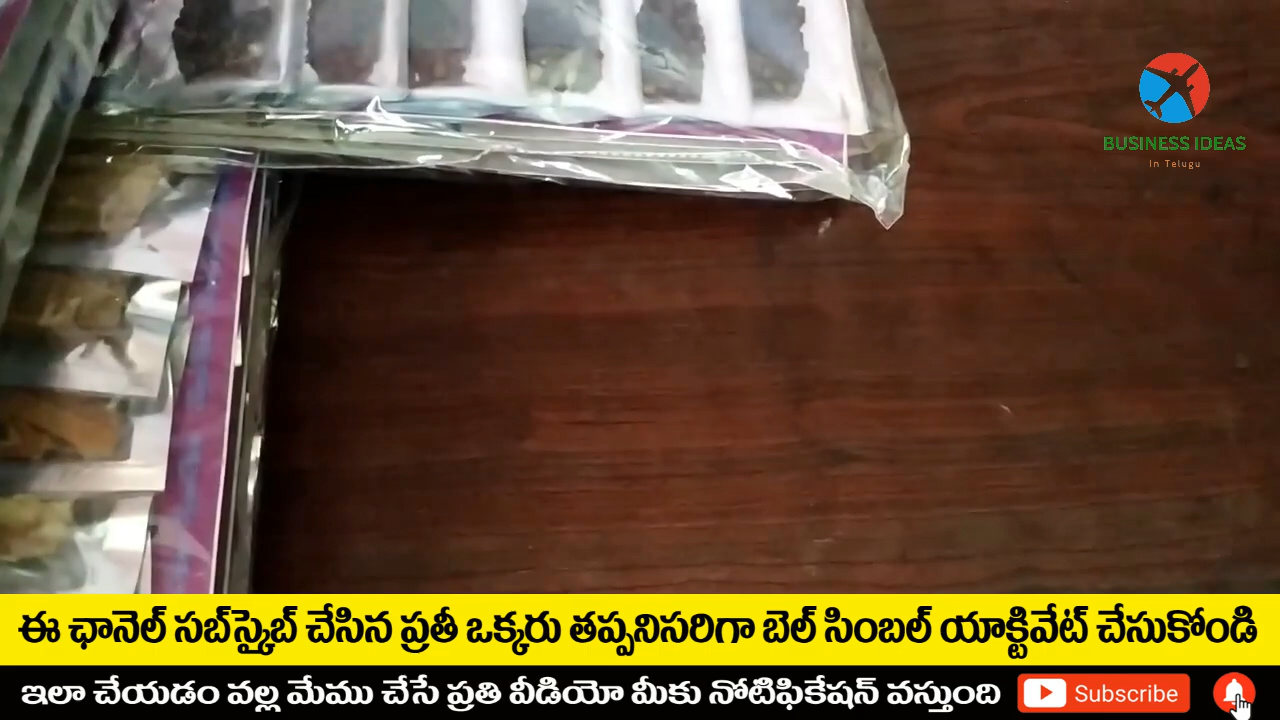 BUSINESS IDEAS
In Telugu
ఈ ఛానెల్ సబ్‌స్క్రైబ్ చేసిన ప్రతీ ఒక్కరు తప్పనిసరిగా బెల్ సింబల్ యాక్టివేట్ చేసుకోండి
ఇలా చేయడం వల్ల మేము చేసే ప్రతి వీడియో మీకు నోటిఫికేషన్ వస్తుంది Subscribe